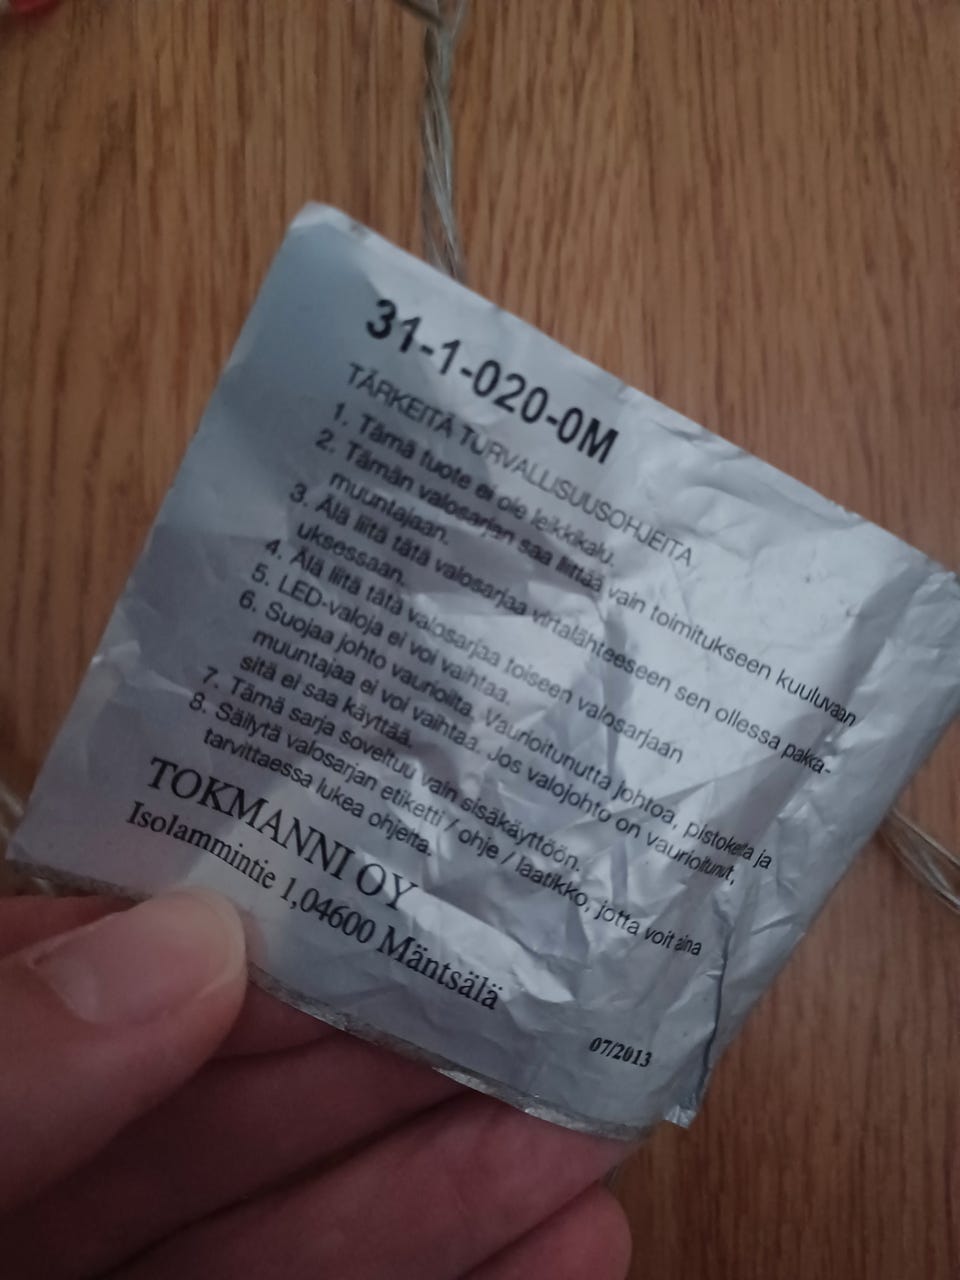 31-1-020-0M
TÄRKEITÄ TURVALLISUUSOHJEITA
1. Tämä tuote ei ole leikkikalu.
2. Tämän valosarjan saa liittää vain toimitukseen kuuluvaan
muuntajaan.
3. Älä liitä tätä valosarjaa virtalähteeseen sen ollessa pakka-
uksessaan.
4. Älä liitä tätä valosarjaa toiseen valosarjaan
5. LED-valoja ei voi vaihtaa.
6. Suojaa johto vaurioilta. Vaurioitunutta johtoa, pistoketta ja
muuntajaa ei voi vaihtaa. Jos valojohto on vaurioitunut,
sitä ei saa käyttää.
7. Tämä sarja soveltuu vain sisäkäyttöön.
8. Säilytä valosarjan etiketti / ohje / laatikko, jotta voit aina
tarvittaessa lukea ohjeita.
TOKMANNI OY
Isolammintie 1,04600 Mäntsälä
07/2013